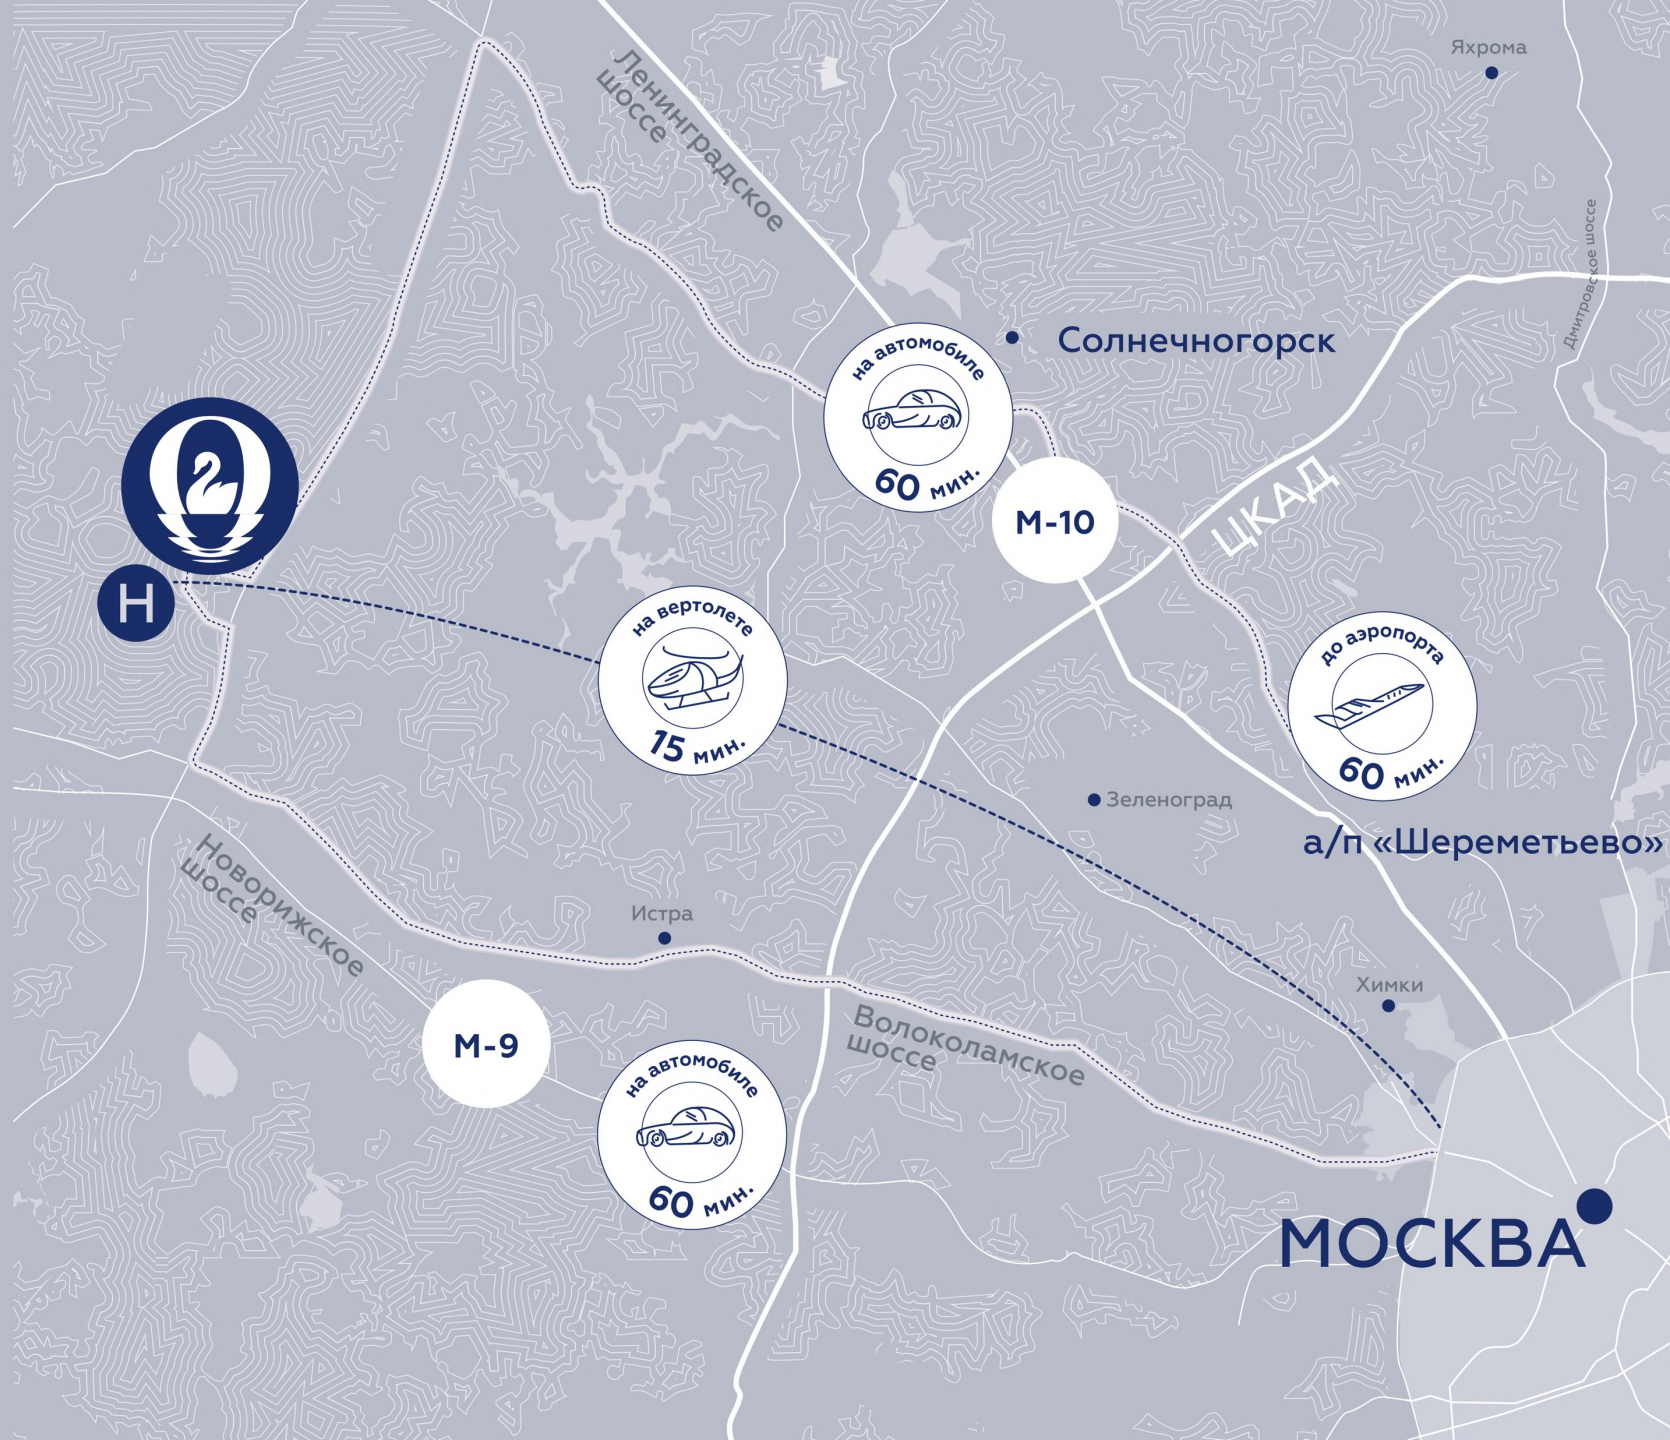 Яхрома
Ленинградское
шоссе
Дмитровское шоссе
Солнечногорск
на автомобиле
60 мин.
М-10
ЦКАД
Н
на вертолете
15 мин.
до аэропорта
60 мин.
Зеленоград
а/п «Шереметьево»
Новорижское
шоссе
Истра
Химки
Волоколамское
шоссе
М-9
на автомобиле
60 мин.
МОСКВА